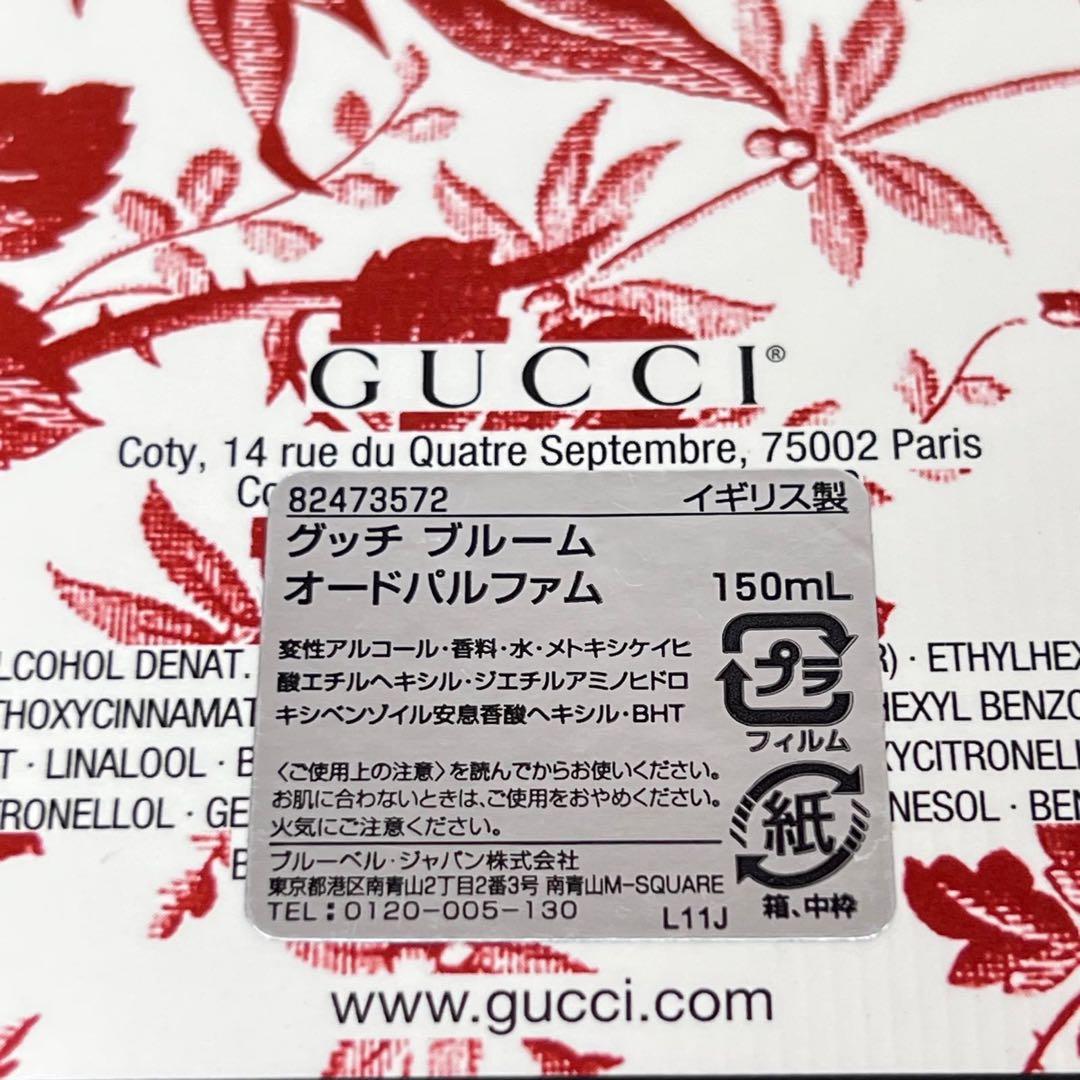 GUCCI®
Coty, 14 rue du Quatre Septembre, 75002 Paris
82473572 イギリス製
グッチ ブルーム
オードパルファム 150mL
変性アルコール・香料・水・メトキシケイヒ
酸エチルヘキシル・ジエチルアミノヒドロ
キシベンゾイル安息香酸ヘキシル・BHT
プラ
フィルム
〈ご使用上の注意〉を読んでからお使いください。
お肌に合わないときは、ご使用をおやめください。
火気にご注意ください。
紙
箱、中枠
ブルーベル・ジャパン株式会社
東京都港区南青山2丁目2番3号 南青山M-SQUARE
TEL:0120-005-130 L11J
LCOHOL DENAT. R) · ETHYLHEX
THOXYCINNAMAT HEXYL BENZO
T · LINALOOL · B XYCITRONELL
TRONELLOL · GE NESOL · BEN
www.gucci.com